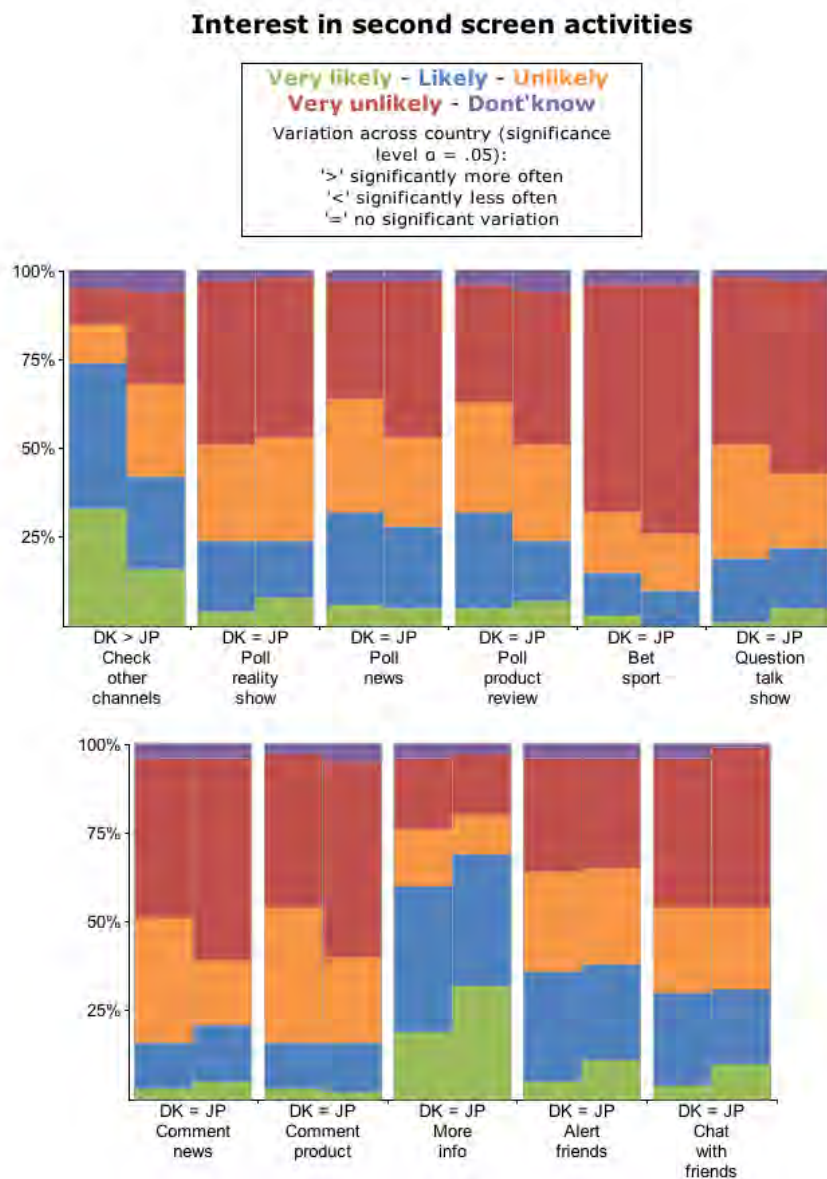 Interest in second screen activities
Very likely - Likely - Unlikely
Very unlikely - Dont'know
Variation across country (significance
level α = .05):
'>' significantly more often
'<' significantly less often
'=' no significant variation
100%
75%
50%
25%
DK > JP
Check
other
channels
DK = JP
Poll
reality
show
DK = JP
Poll
news
DK = JP
Poll
product
review
DK = JP
Bet
sport
DK = JP
Question
talk
show
100%
75%
50%
25%
DK = JP
Comment
news
DK = JP
Comment
product
DK = JP
More
info
DK = JP
Alert
friends
DK = JP
Chat
with
friends